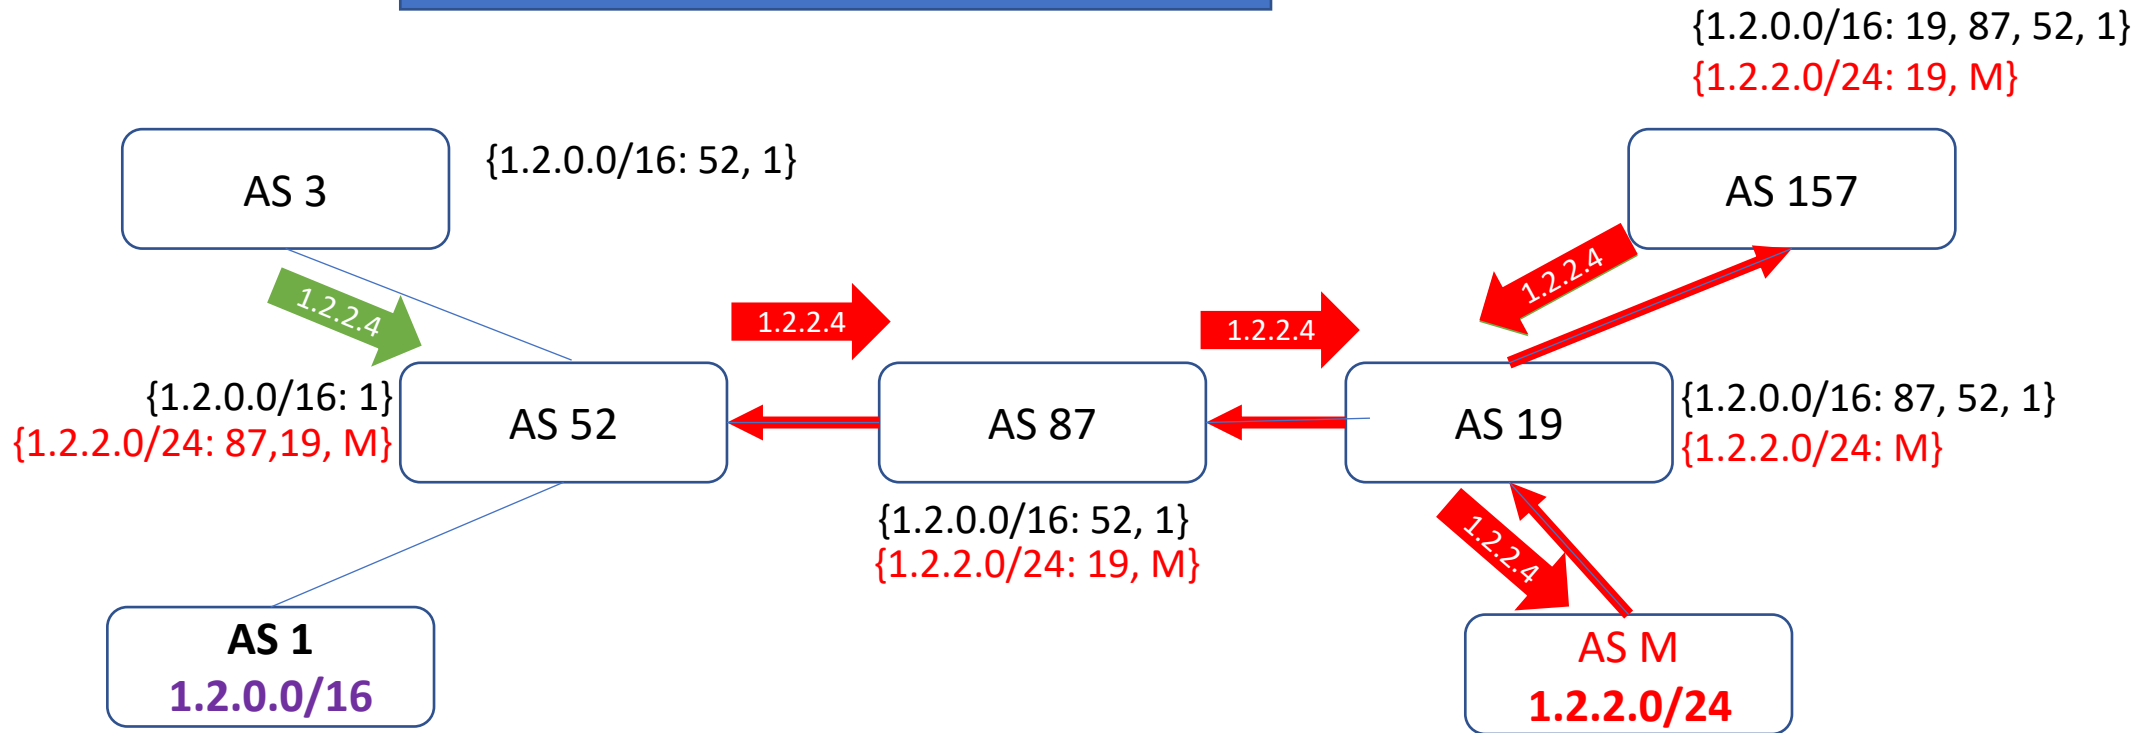 {1.2.0.0/16: 19, 87, 52, 1}
{1.2.2.0/24: 19, M}
AS 3
{1.2.0.0/16: 52, 1}
AS 157
1.2.2.4
1.2.2.4
1.2.2.4
1.2.2.4
{1.2.0.0/16: 1}
{1.2.2.0/24: 87,19, M}
AS 52
AS 87
AS 19
{1.2.0.0/16: 87, 52, 1}
{1.2.2.0/24: M}
{1.2.0.0/16: 52, 1}
{1.2.2.0/24: 19, M}
1.2.2.4
AS 1
1.2.0.0/16
AS M
1.2.2.0/24